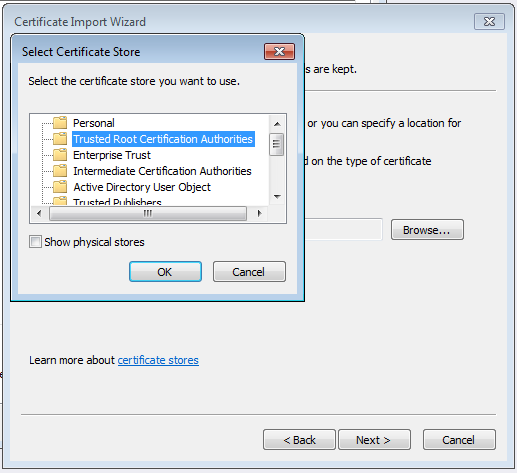 Certificate Import Wizard
Select Certificate Store
Select the certificate store you want to use.
Personal
Trusted Root Certification Authorities
Enterprise Trust
Intermediate Certification Authorities
Active Directory User Object
Trusted Publishers
Show physical stores
OK
Cancel
are kept.
or you can specify a location for
on the type of certificate
Browse...
Learn more about certificate stores
< Back
Next >
Cancel